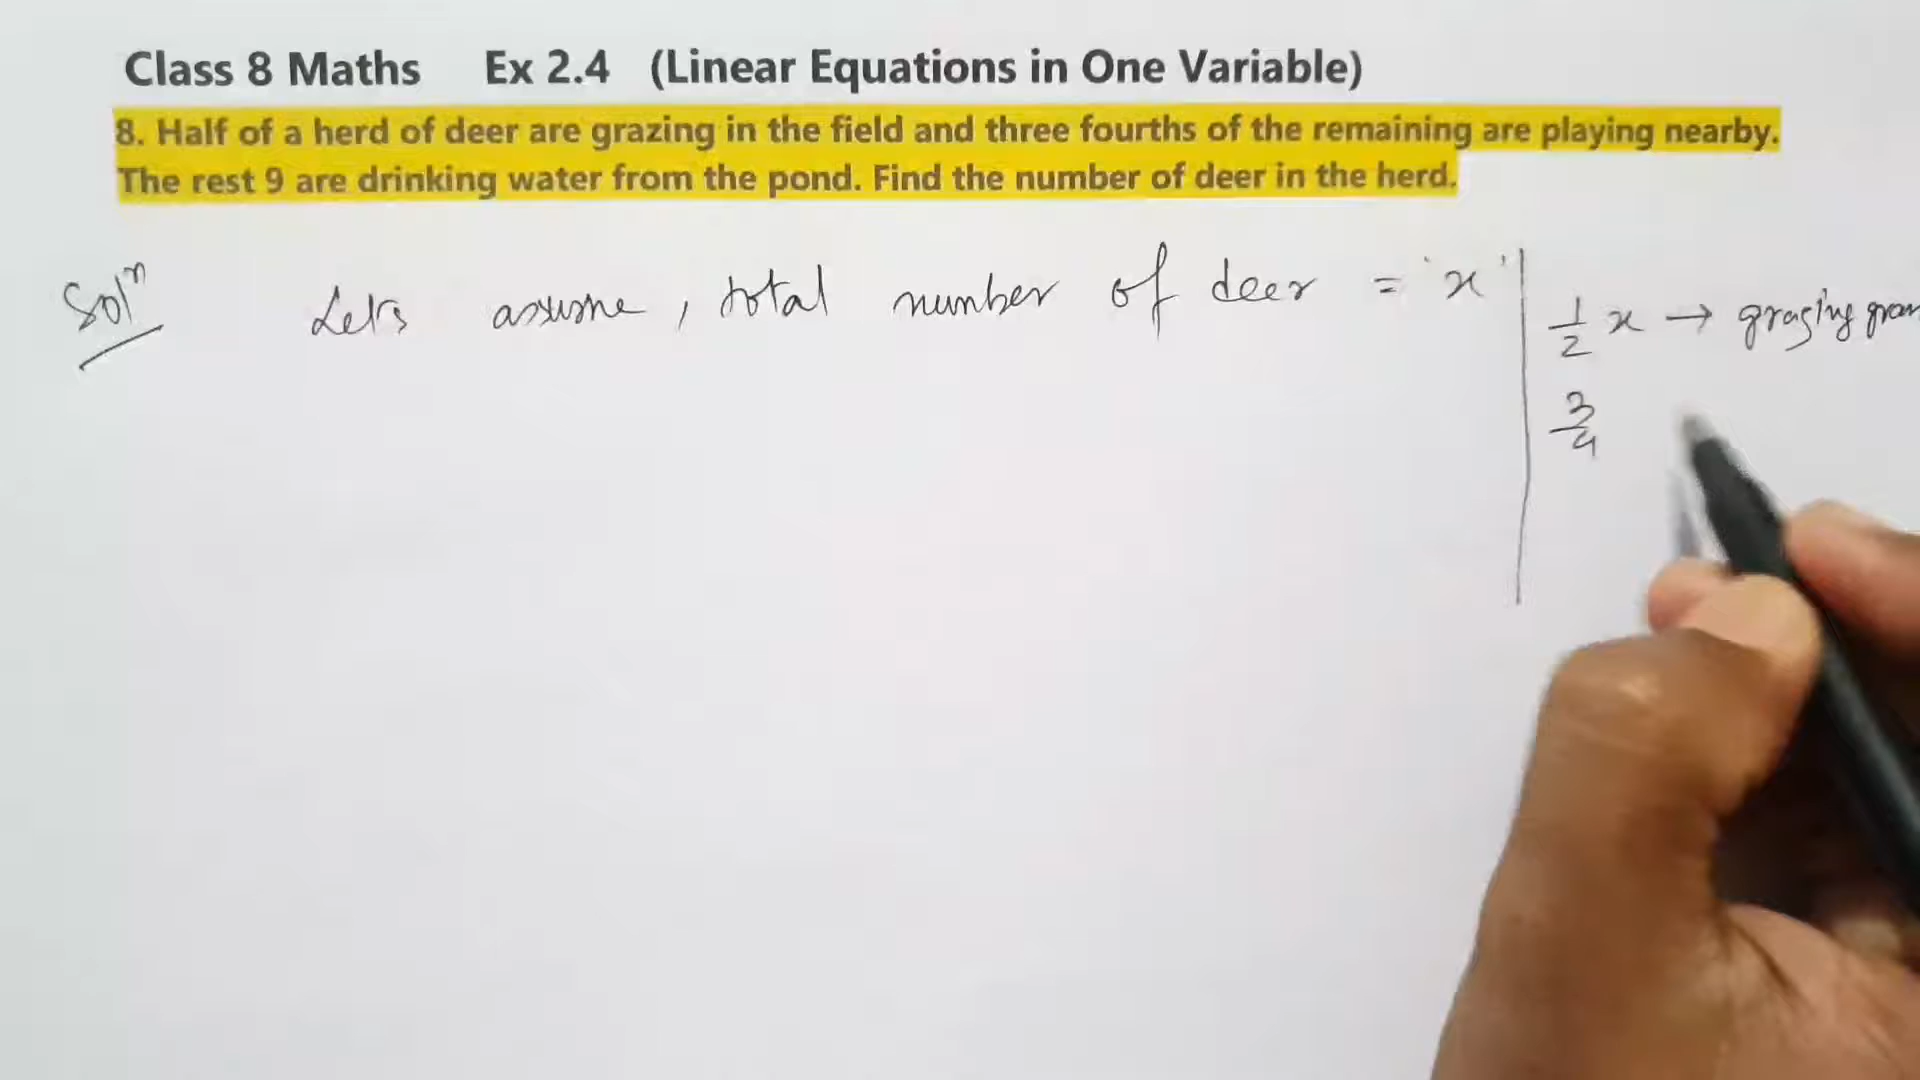 Class 8 Maths Ex 2.4 (Linear Equations in One Variable)
8. Half of a herd of deer are grazing in the field and three fourths of the remaining are playing nearby.
The rest 9 are drinking water from the pond. Find the number of deer in the herd.
Solⁿ Lets assume, total number of deer = 'x'
1/2 x → grazing
3/4